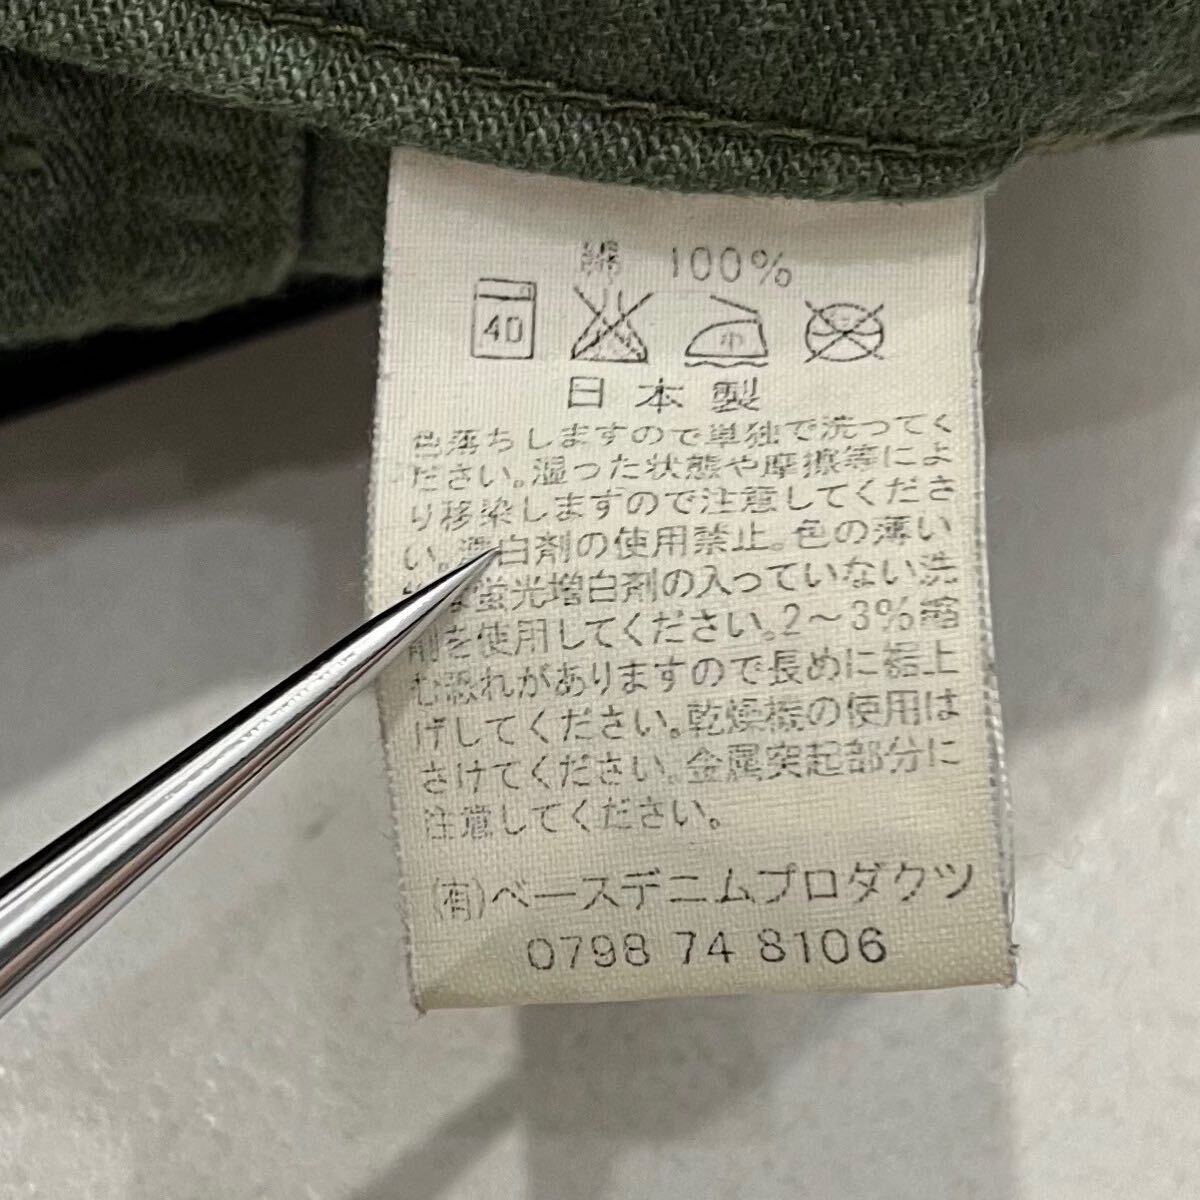 綿 100%
40 中
日本製
色落ちしますので単独で洗ってく
ださい。湿った状態や摩擦等によ
り移染しますので注意してくださ
い。漂白剤の使用禁止。色の薄い
蛍光増白剤の入っていない洗
剤を使用してください。2～3%縮
む恐れがありますので長めに裾上
げしてください。乾燥機の使用は
さけてください。金属突起部分に
注意してください。
(有)ベースデニムプロダクツ
0798 74 8106